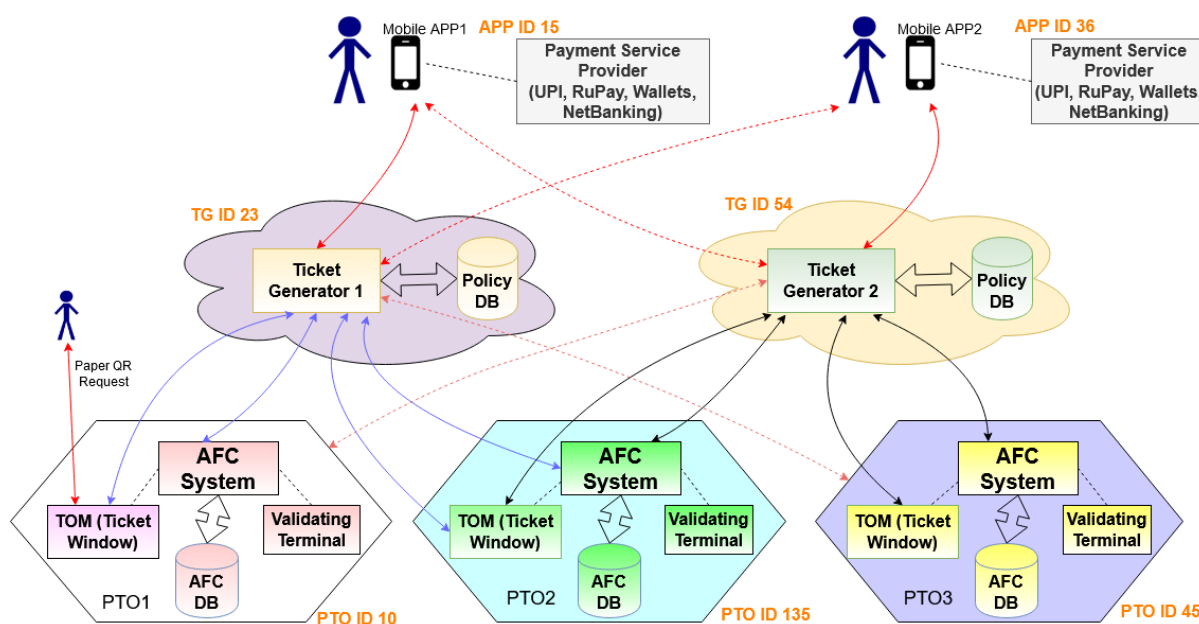 Mobile APP1
APP ID 15
Payment Service
Provider
(UPI, RuPay, Wallets,
NetBanking)
Mobile APP2
APP ID 36
Payment Service
Provider
(UPI, RuPay, Wallets,
NetBanking)
TG ID 23
Ticket
Generator 1
Policy
DB
TG ID 54
Ticket
Generator 2
Policy
DB
Paper QR
Request
AFC
System
TOM (Ticket
Window)
Validating
Terminal
AFC
DB
PTO1
PTO ID 10
AFC
System
TOM (Ticket
Window)
Validating
Terminal
AFC
DB
PTO2
PTO ID 135
AFC
System
TOM (Ticket
Window)
Validating
Terminal
AFC
DB
PTO3
PTO ID 45